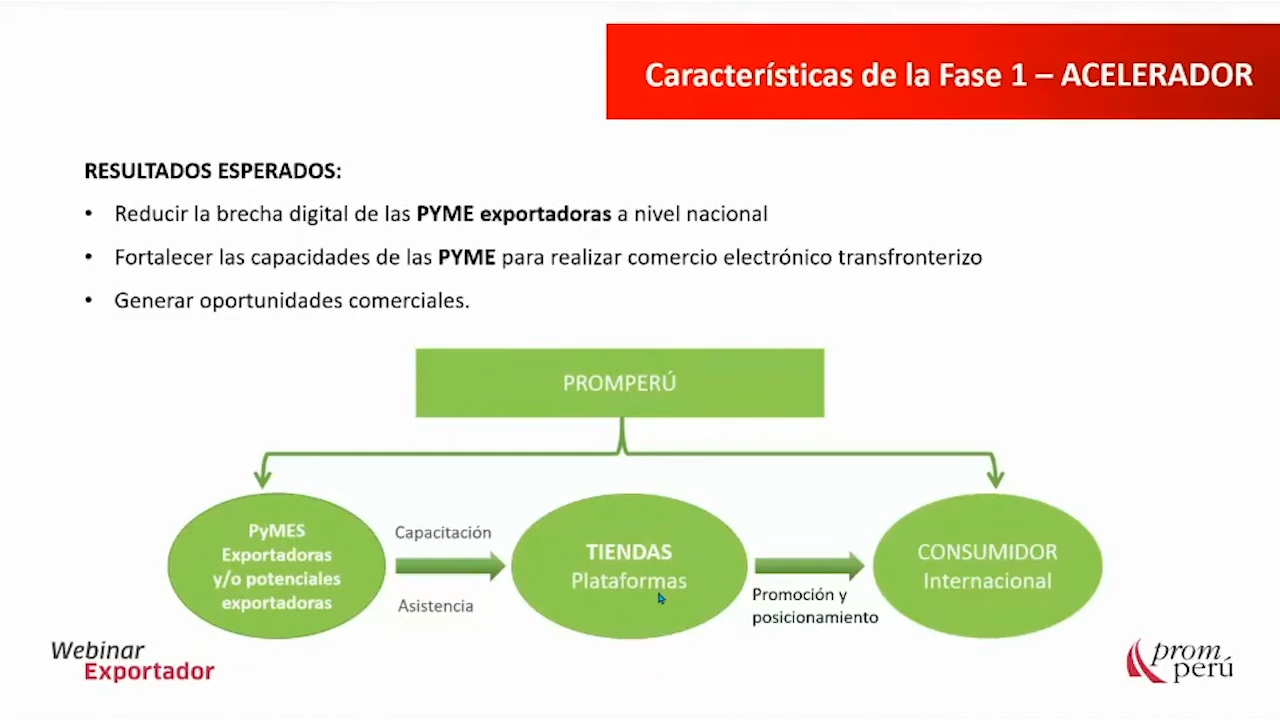 Características de la Fase 1 – ACELERADOR
RESULTADOS ESPERADOS:
• Reducir la brecha digital de las PYME exportadoras a nivel nacional
• Fortalecer las capacidades de las PYME para realizar comercio electrónico transfronterizo
• Generar oportunidades comerciales.
PROMPERÚ
PyMES
Exportadoras
y/o potenciales
exportadoras
Capacitación
Asistencia
TIENDAS
Plataformas
Promoción y
posicionamiento
CONSUMIDOR
Internacional
Webinar
Exportador
prom
perú